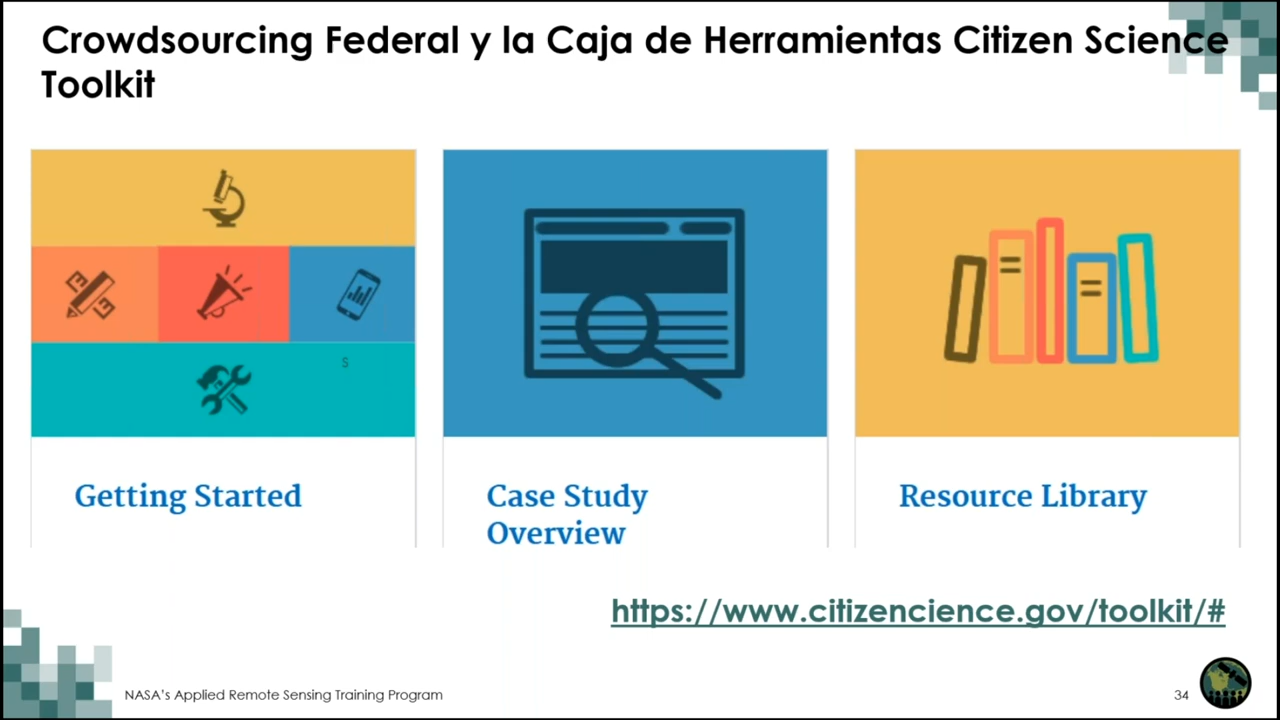 Crowdsourcing Federal y la Caja de Herramientas Citizen Science
Toolkit
S
Getting Started
Case Study
Overview
Resource Library
https://www.citizencience.gov/toolkit/#
NASA's Applied Remote Sensing Training Program
34